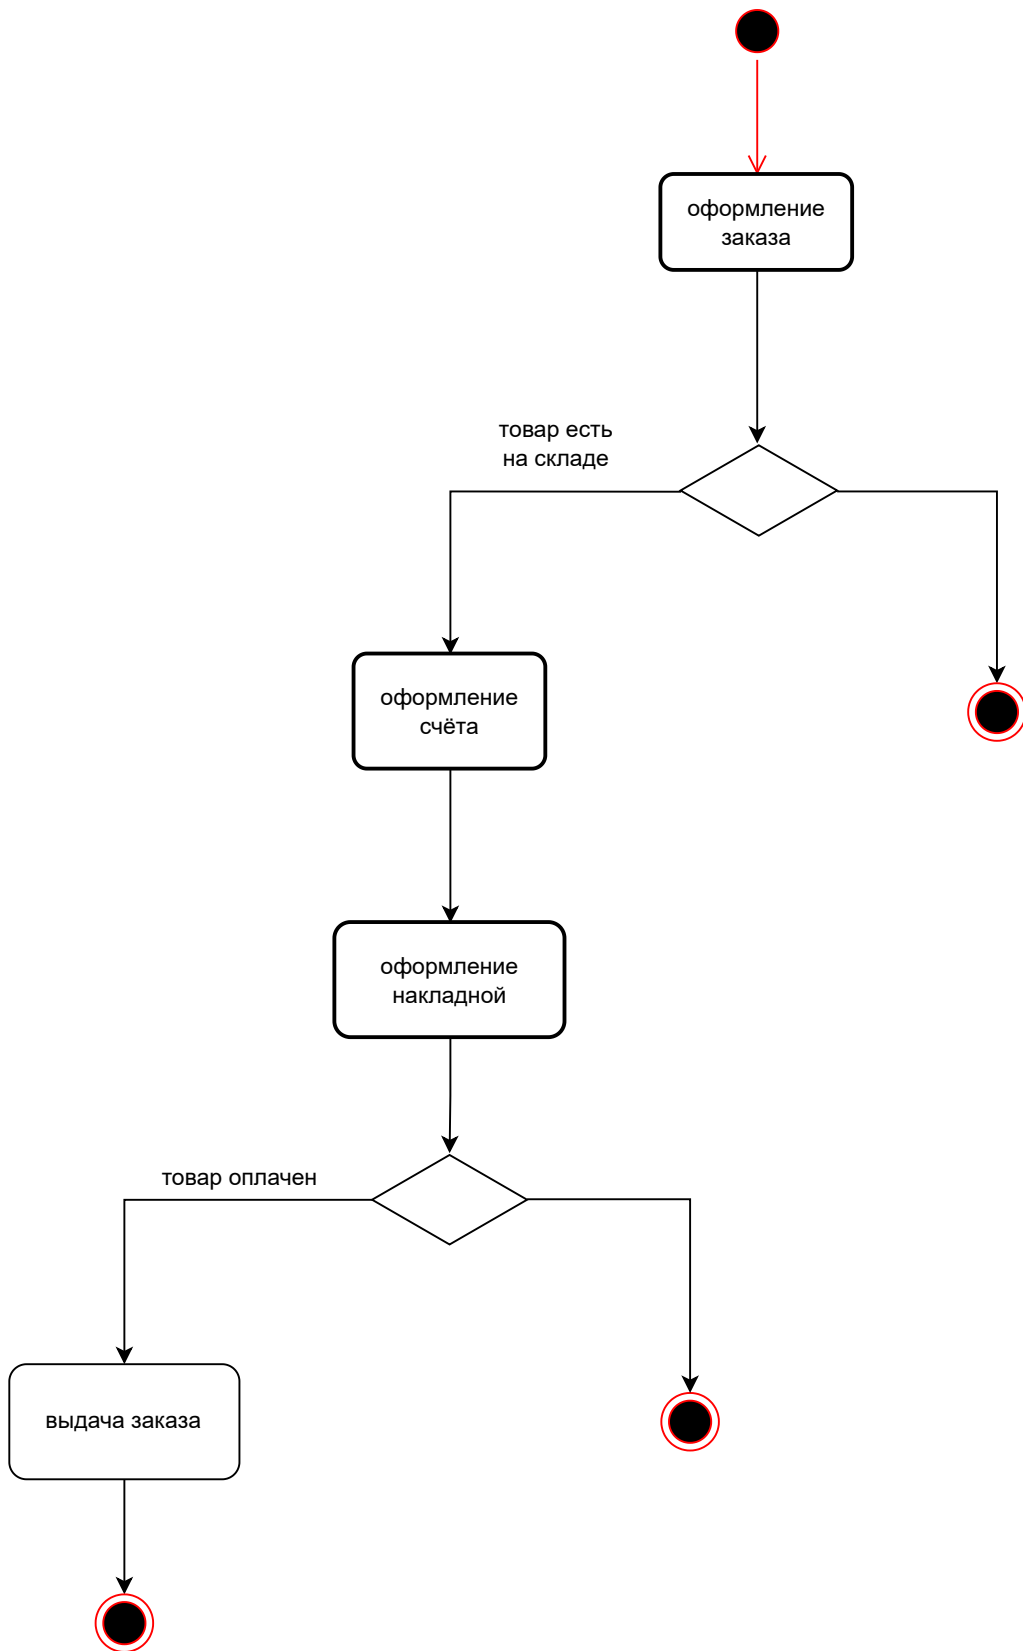 оформление
заказа
товар есть
на складе
оформление
счёта
оформление
накладной
товар оплачен
выдача заказа